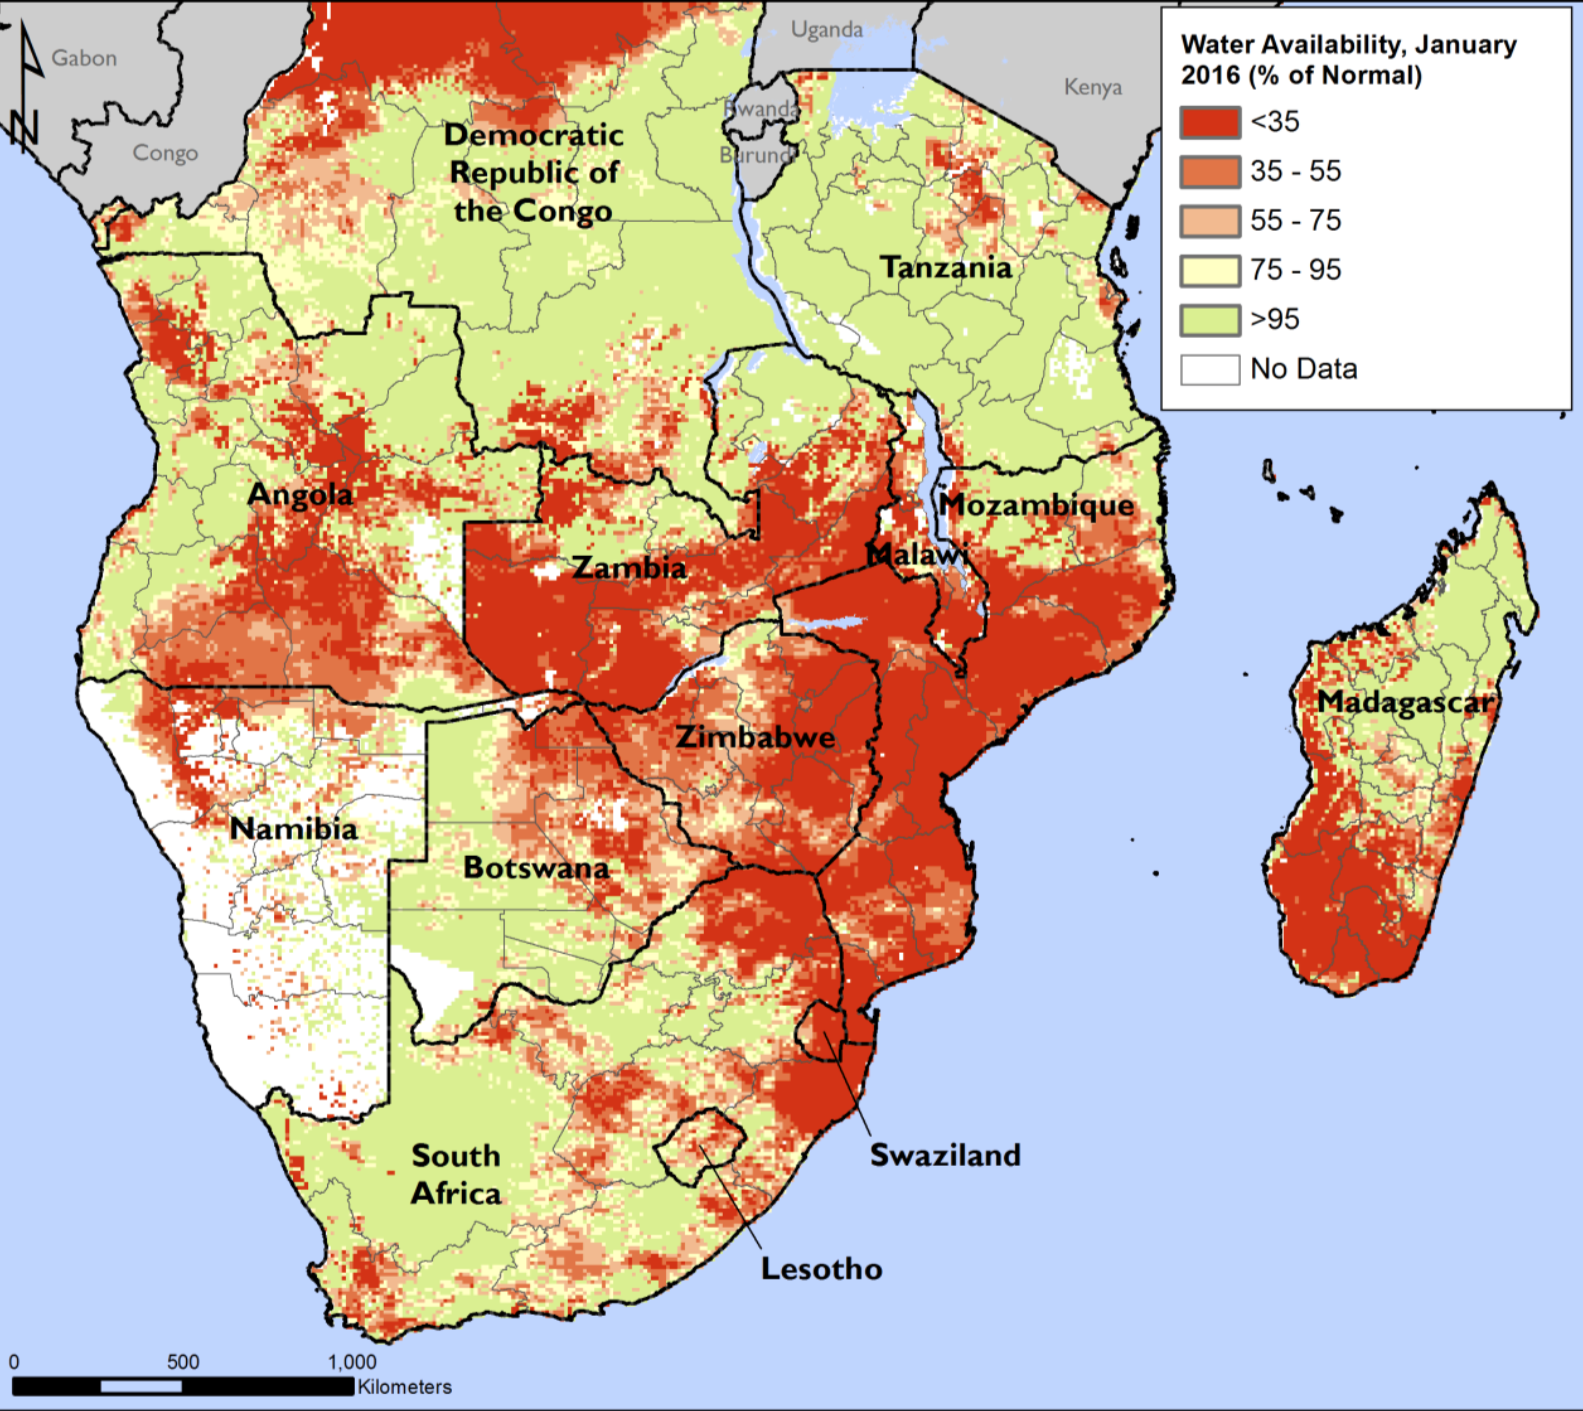 Gabon
Uganda
Kenya
Rwanda
Burundi
Congo
N
Democratic
Republic of
the Congo
Tanzania
Angola
Zambia
Malawi
Mozambique
Madagascar
Zimbabwe
Namibia
Botswana
South
Africa
Swaziland
Lesotho
Water Availability, January
2016 (% of Normal)
<35
35 - 55
55 - 75
75 - 95
>95
No Data
0 500 1,000
Kilometers